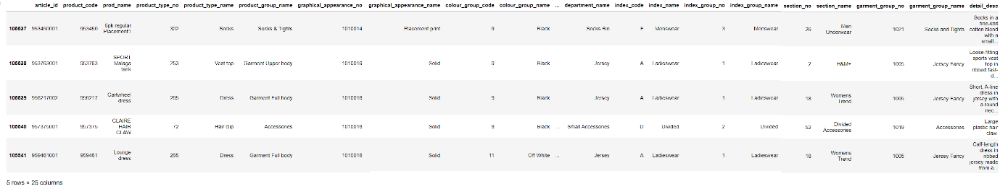 article_id product_code prod_name product_type_no product_type_name product_group_name graphical_appearance_no graphical_appearance_name colour_group_code colour_group_name ... department_name index_code index_name index_group_no index_group_name section_no section_name garment_group_no garment_group_name detail_desc
105537 953450001 953450 5pk regular Placement1 302 Socks Socks & Tights 1010014 Placement print 9 Black Socks Bin F Menswear 3 Menswear 26 Men Underwear 1021 Socks and Tights Socks in a fine-knit cotton blend with a small...
105538 953763001 953763 SPORT Malaga tank 253 Vest top Garment Upper body 1010016 Solid 9 Black Jersey A Ladieswear 1 Ladieswear 2 H&M+ 1005 Jersey Fancy Loose-fitting sports vest top in ribbed fast-d...
105539 956217002 956217 Cartwheel dress 265 Dress Garment Full body 1010016 Solid 9 Black ... Jersey A Ladieswear 1 Ladieswear 18 Womens Trend 1005 Jersey Fancy Short, A-line dress in jersey with a round nec...
105540 957375001 957375 CLAIRE HAIR CLAW 72 Hair clip Accessories 1010016 Solid 9 Black ... Small Accessories D Divided 2 Divided 52 Divided Accessories 1019 Accessories Large plastic hair claw.
105541 959461001 959461 Lounge dress 265 Dress Garment Full body 1010016 Solid 11 Off White ... Jersey A Ladieswear 1 Ladieswear 18 Womens Trend 1005 Jersey Fancy Calf-length dress in ribbed jersey made from a...
5 rows × 25 columns